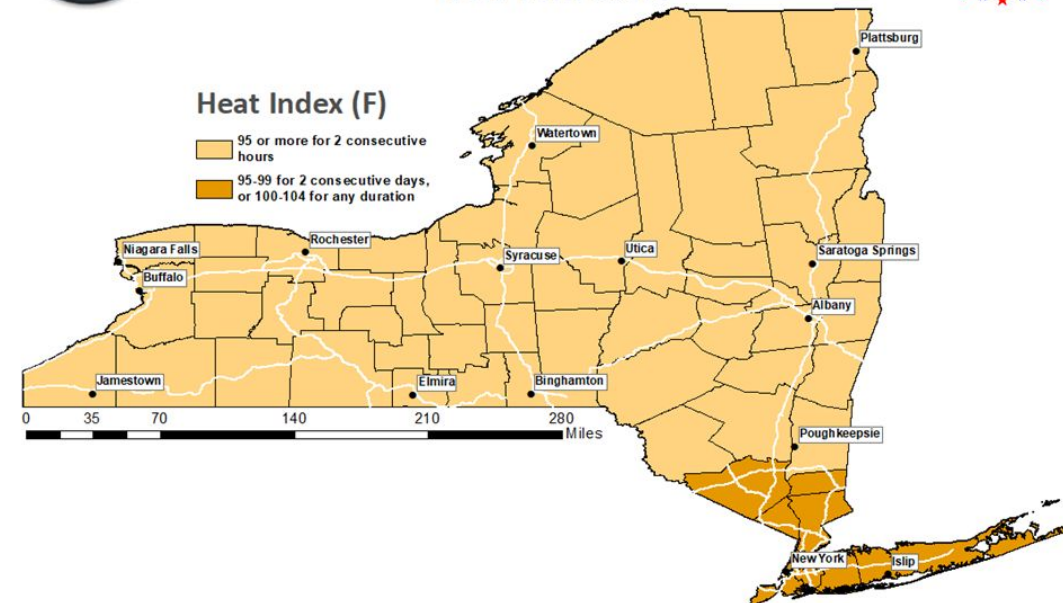 Plattsburg
Heat Index (F)
95 or more for 2 consecutive
hours
Watertown
95-99 for 2 consecutive days,
or 100-104 for any duration
Rochester
Niagara Falls
Syracuse
Utica
Saratoga Springs
Buffalo
Albany
Jamestown
Elmira
Binghamton
0 35 70 140 210 280
Miles
Poughkeepsie
New York
Islip